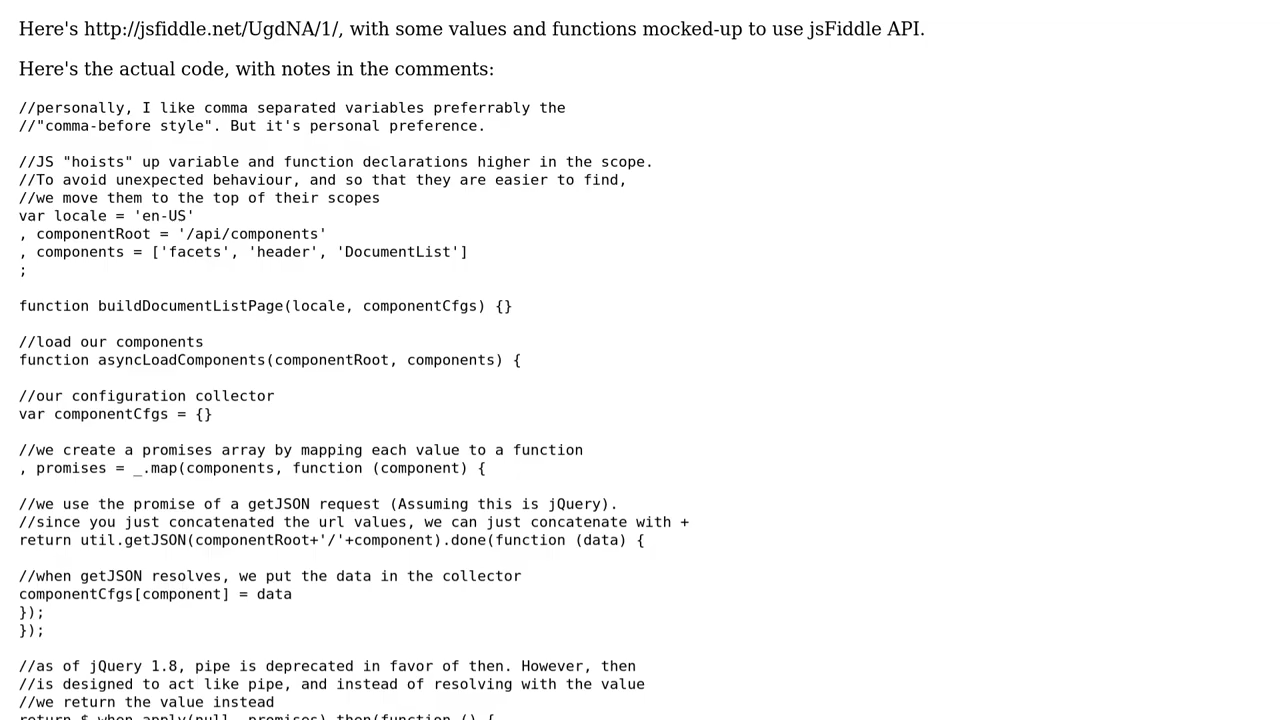 Here's http://jsfiddle.net/UgdNA/1/, with some values and functions mocked-up to use jsFiddle API.
Here's the actual code, with notes in the comments:
//personally, I like comma separated variables preferrably the
//"comma-before style". But it's personal preference.
//JS "hoists" up variable and function declarations higher in the scope.
//To avoid unexpected behaviour, and so that they are easier to find,
//we move them to the top of their scopes
var locale = 'en-US'
, componentRoot = '/api/components'
, components = ['facets', 'header', 'DocumentList']
;
function buildDocumentListPage(locale, componentCfgs) {}
//load our components
function asyncLoadComponents(componentRoot, components) {
//our configuration collector
var componentCfgs = {}
//we create a promises array by mapping each value to a function
, promises = _.map(components, function (component) {
//we use the promise of a getJSON request (Assuming this is jQuery).
//since you just concatenated the url values, we can just concatenate with +
return util.getJSON(componentRoot+'/'+component).done(function (data) {
//when getJSON resolves, we put the data in the collector
componentCfgs[component] = data
});
});
//as of jQuery 1.8, pipe is deprecated in favor of then. However, then
//is designed to act like pipe, and instead of resolving with the value
//we return the value instead
return $.when.apply(null, promises).then(function () {